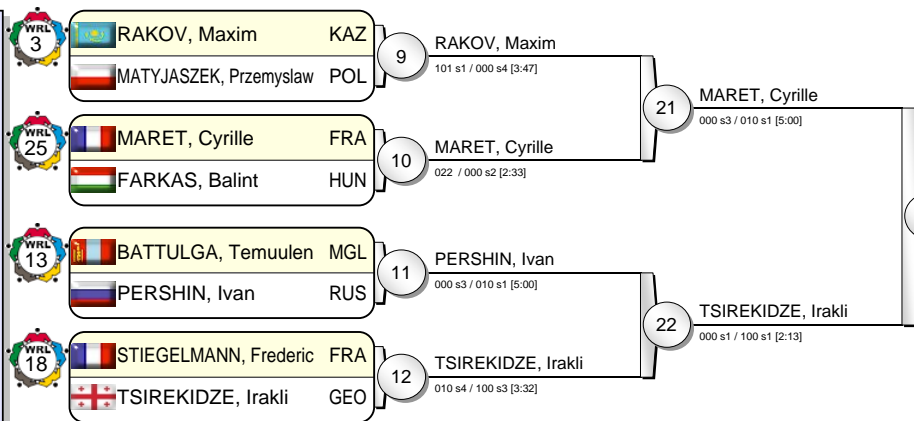 WRL
3
RAKOV, Maxim KAZ
MATYJASZEK, Przemyslaw POL
9
RAKOV, Maxim
101 s1 / 000 s4 [3:47]
21
MARET, Cyrille
000 s3 / 010 s1 [5:00]
WRL
25
MARET, Cyrille FRA
FARKAS, Balint HUN
10
MARET, Cyrille
022 / 000 s2 [2:33]
WRL
13
BATTULGA, Temuulen MGL
PERSHIN, Ivan RUS
11
PERSHIN, Ivan
000 s3 / 010 s1 [5:00]
22
TSIREKIDZE, Irakli
000 s1 / 100 s1 [2:13]
WRL
18
STIEGELMANN, Frederic FRA
TSIREKIDZE, Irakli GEO
12
TSIREKIDZE, Irakli
010 s4 / 100 s3 [3:32]